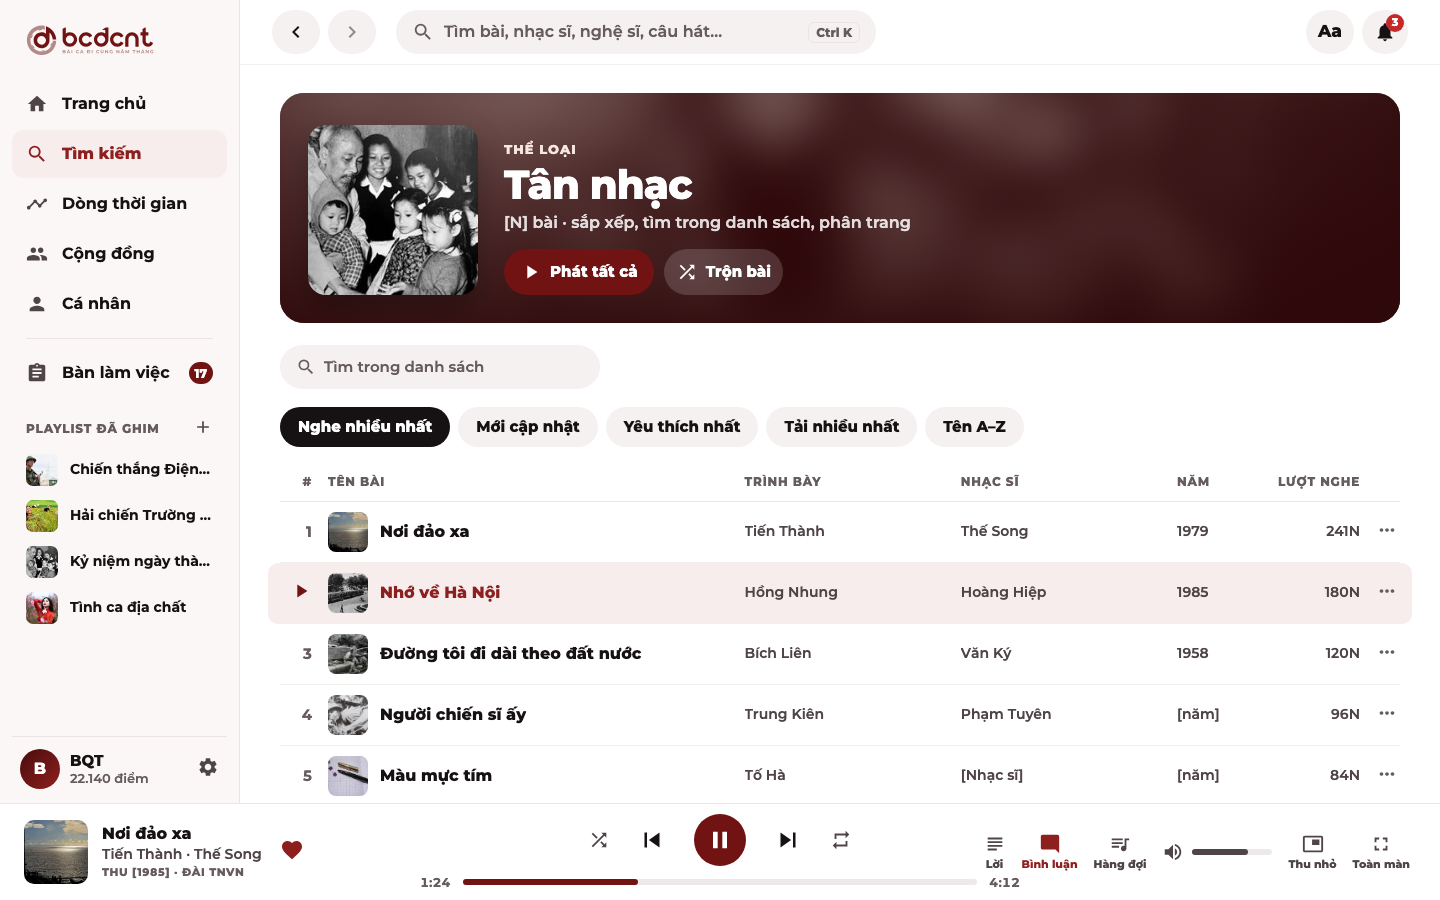 bcdcnt
BÀI CA ĐI CÙNG NĂM THÁNG
Trang chủ
Tìm kiếm
Dòng thời gian
Cộng đồng
Cá nhân
Bàn làm việc 17
PLAYLIST ĐÃ GHIM
Chiến thắng Điện...
Hải chiến Trường ...
Kỷ niệm ngày thà...
Tình ca địa chất
B
BQT
22.140 điểm
Tìm bài, nhạc sĩ, nghệ sĩ, câu hát...
Ctrl K
Aa
3
THỂ LOẠI
Tân nhạc
[N] bài · sắp xếp, tìm trong danh sách, phân trang
Phát tất cả
Trộn bài
Tìm trong danh sách
Nghe nhiều nhất
Mới cập nhật
Yêu thích nhất
Tải nhiều nhất
Tên A–Z
# TÊN BÀI TRÌNH BÀY NHẠC SĨ NĂM LƯỢT NGHE
1 Nơi đảo xa Tiến Thành Thế Song 1979 241N
Nhớ về Hà Nội Hồng Nhung Hoàng Hiệp 1985 180N
3 Đường tôi đi dài theo đất nước Bích Liên Văn Ký 1958 120N
4 Người chiến sĩ ấy Trung Kiên Phạm Tuyên [năm] 96N
5 Màu mực tím Tố Hà [Nhạc sĩ] [năm] 84N
Nơi đảo xa
Tiến Thành · Thế Song
THU [1985] · ĐÀI TNVN
1:24
4:12
Lời
Bình luận
Hàng đợi
Thu nhỏ
Toàn màn